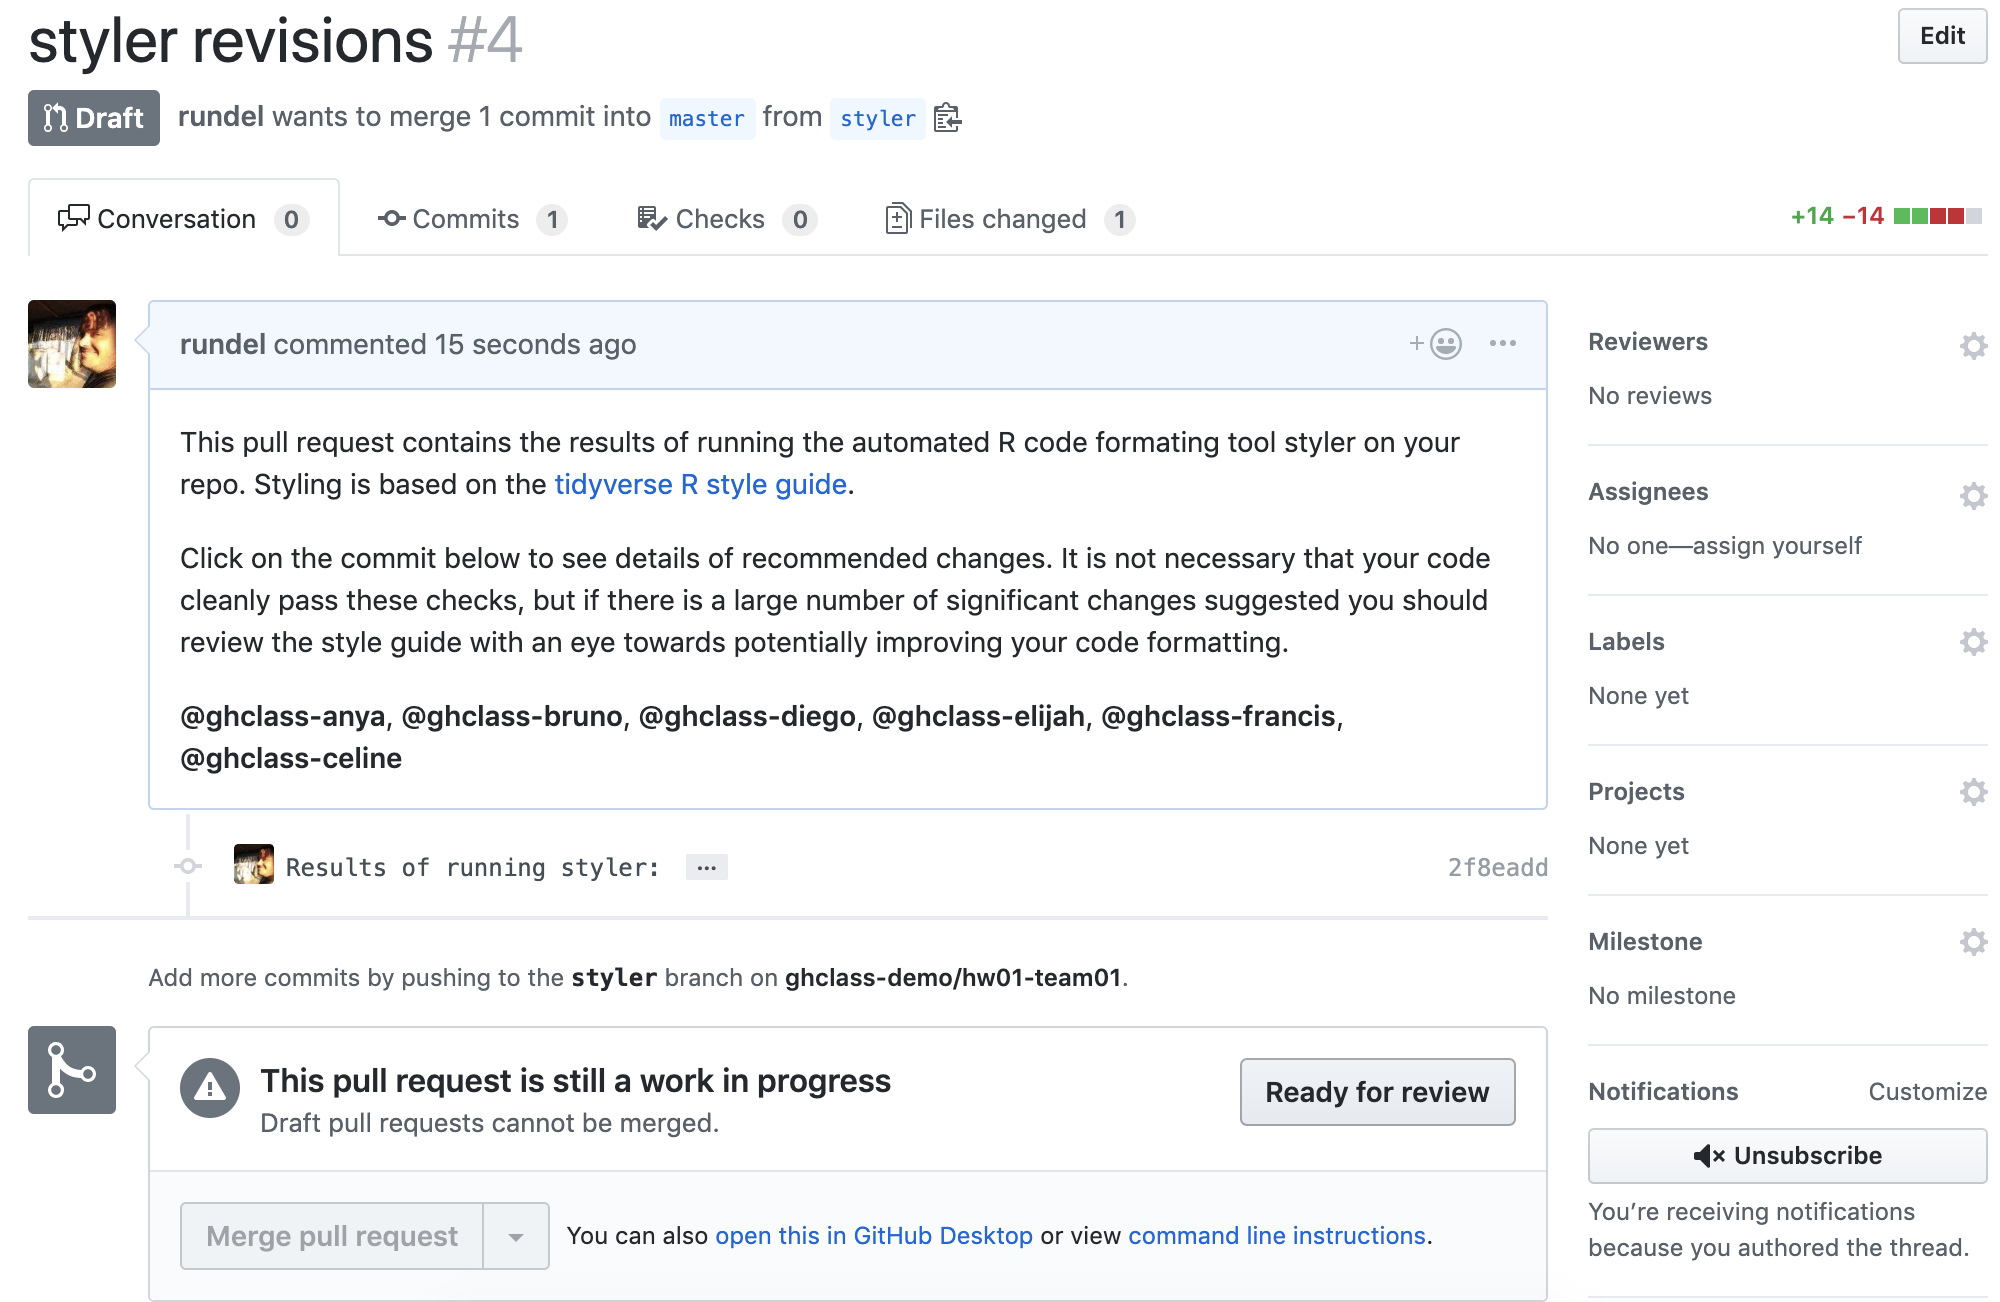 styler revisions #4
Edit
Draft
rundel wants to merge 1 commit into master from styler
Conversation 0
Commits 1
Checks 0
Files changed 1
+14 −14
rundel commented 15 seconds ago
This pull request contains the results of running the automated R code formating tool styler on your
repo. Styling is based on the tidyverse R style guide.
Click on the commit below to see details of recommended changes. It is not necessary that your code
cleanly pass these checks, but if there is a large number of significant changes suggested you should
review the style guide with an eye towards potentially improving your code formatting.
@ghclass-anya, @ghclass-bruno, @ghclass-diego, @ghclass-elijah, @ghclass-francis,
@ghclass-celine
Results of running styler: …
2f8eadd
Add more commits by pushing to the styler branch on ghclass-demo/hw01-team01.
This pull request is still a work in progress
Draft pull requests cannot be merged.
Ready for review
Merge pull request
You can also open this in GitHub Desktop or view command line instructions.
Reviewers
No reviews
Assignees
No one—assign yourself
Labels
None yet
Projects
None yet
Milestone
No milestone
Notifications
Customize
Unsubscribe
You’re receiving notifications
because you authored the thread.